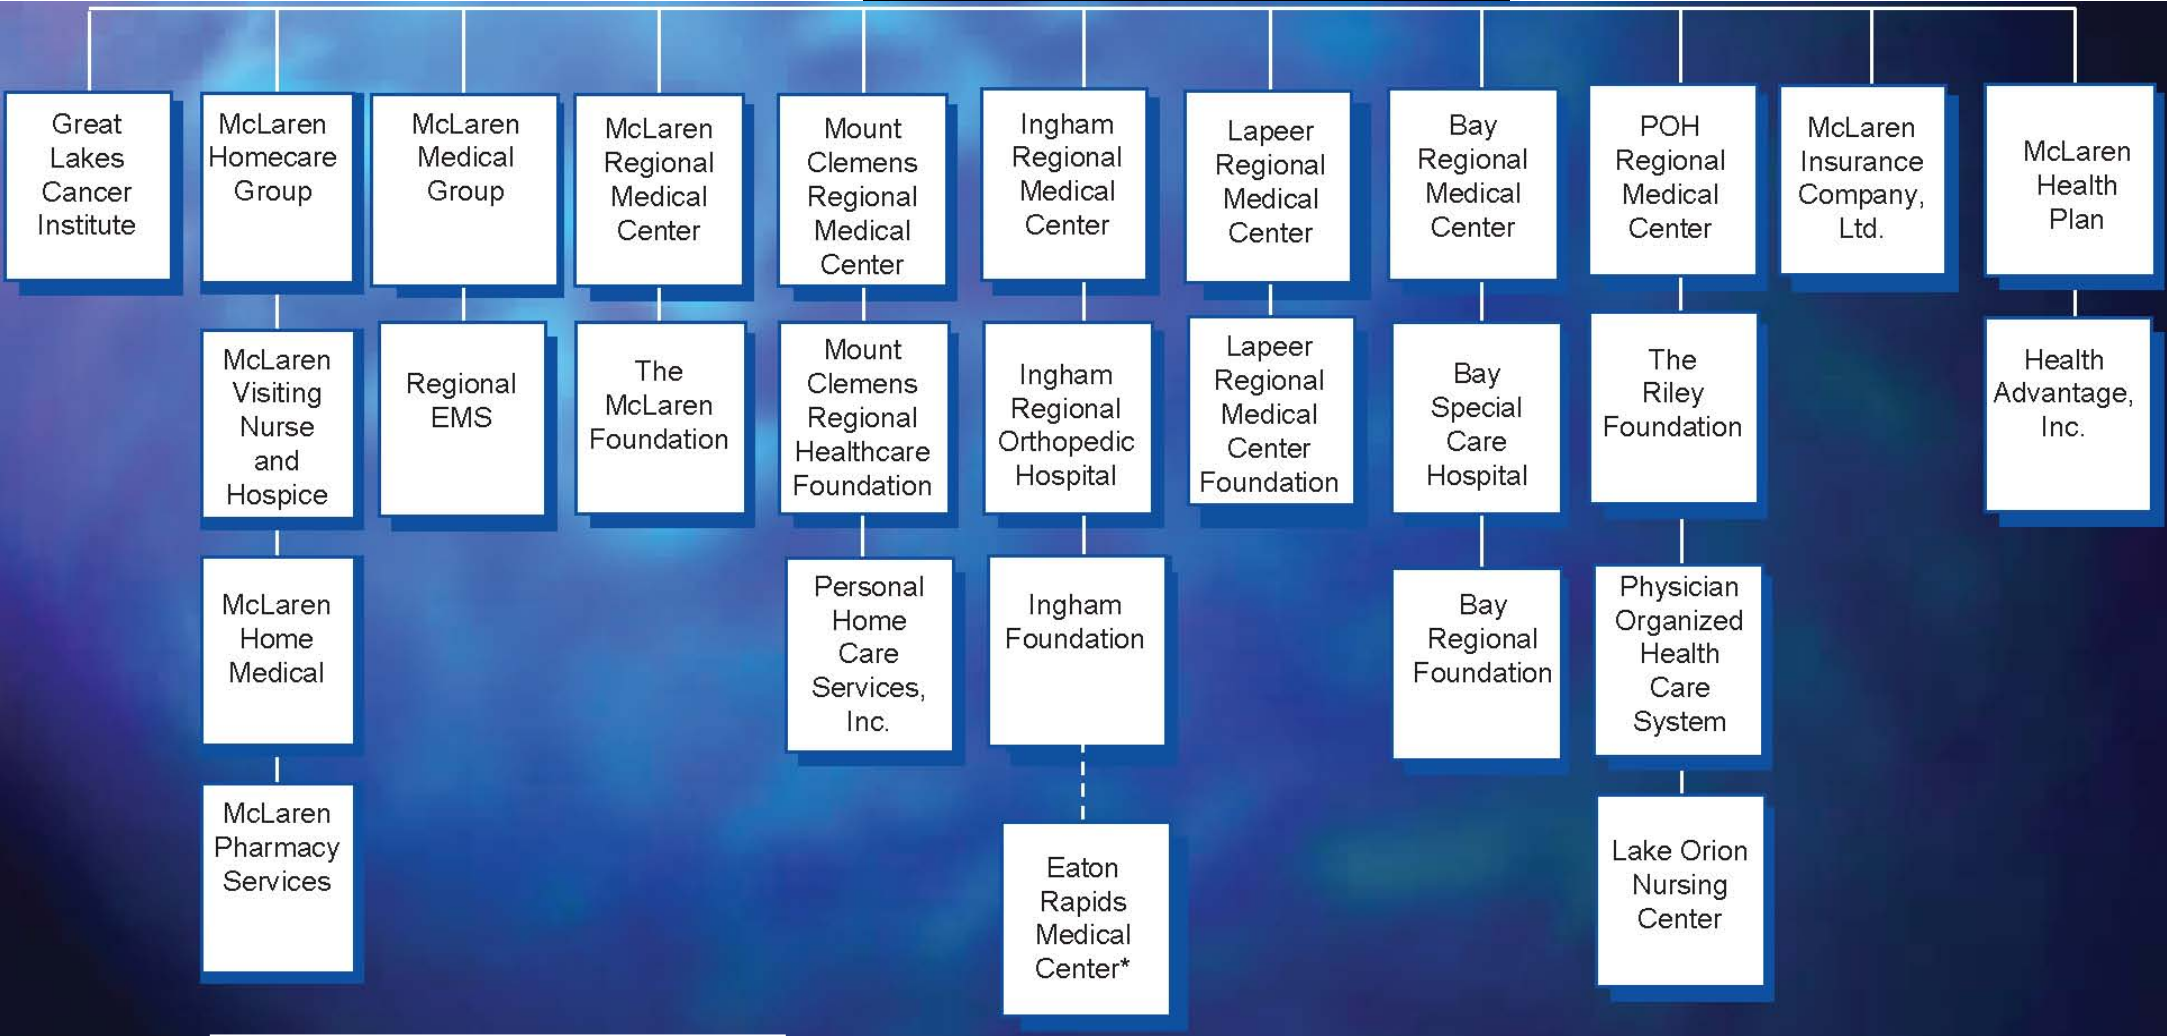 Great
Lakes
Cancer
Institute
McLaren
Homecare
Group
McLaren
Medical
Group
McLaren
Regional
Medical
Center
Mount
Clemens
Regional
Medical
Center
Ingham
Regional
Medical
Center
Lapeer
Regional
Medical
Center
Bay
Regional
Medical
Center
POH
Regional
Medical
Center
McLaren
Insurance
Company,
Ltd.
McLaren
Health
Plan
McLaren
Visiting
Nurse
and
Hospice
Regional
EMS
The
McLaren
Foundation
Mount
Clemens
Regional
Healthcare
Foundation
Ingham
Regional
Orthopedic
Hospital
Lapeer
Regional
Medical
Center
Foundation
Bay
Special
Care
Hospital
The
Riley
Foundation
Health
Advantage,
Inc.
McLaren
Home
Medical
Personal
Home
Care
Services,
Inc.
Ingham
Foundation
Bay
Regional
Foundation
Physician
Organized
Health
Care
System
McLaren
Pharmacy
Services
Eaton
Rapids
Medical
Center*
Lake Orion
Nursing
Center